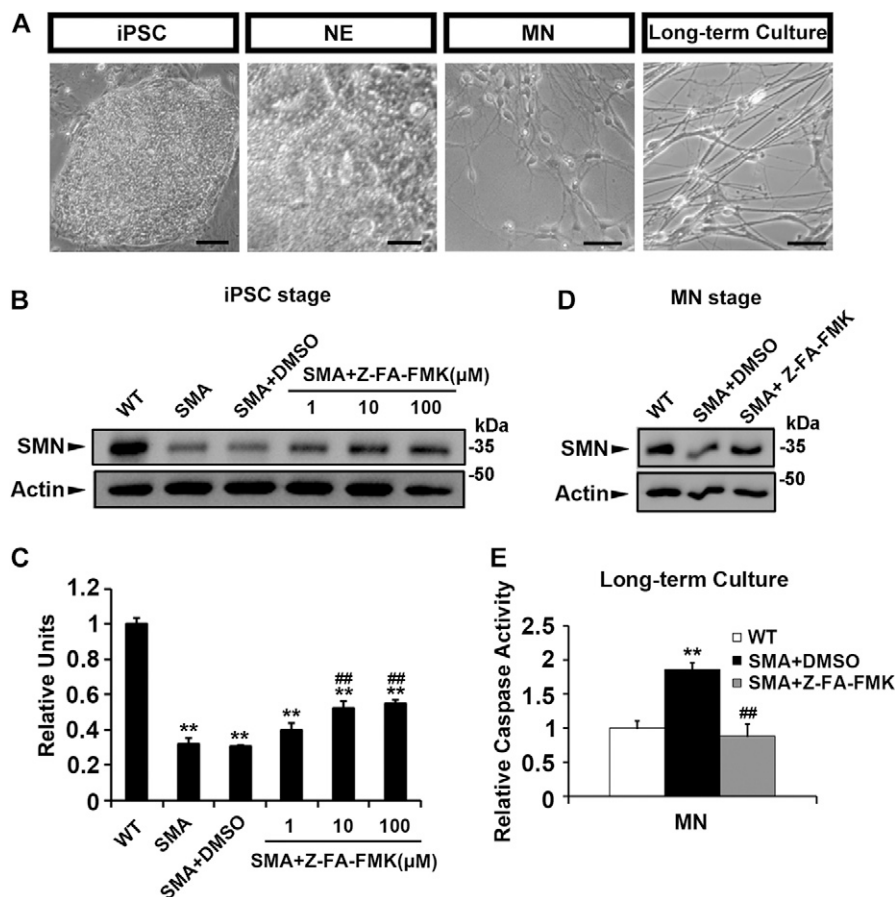 A
iPSC NE MN Long-term Culture
B
iPSC stage
WT SMA SMA+DMSO SMA+Z-FA-FMK(μM)
1 10 100
kDa
SMN -35
-50
Actin
D
MN stage
WT SMA+DMSO SMA+ Z-FA-FMK
kDa
SMN -35
-50
Actin
C
Relative Units
1.2
1
0.8
0.6
0.4
0.2
0
** ** ** ## ** ## **
WT SMA SMA+DMSO 1 10 100
SMA+Z-FA-FMK(μM)
E
Long-term Culture
Relative Caspase Activity
2.5
2
1.5
1
0.5
0
**
##
WT
SMA+DMSO
SMA+Z-FA-FMK
MN